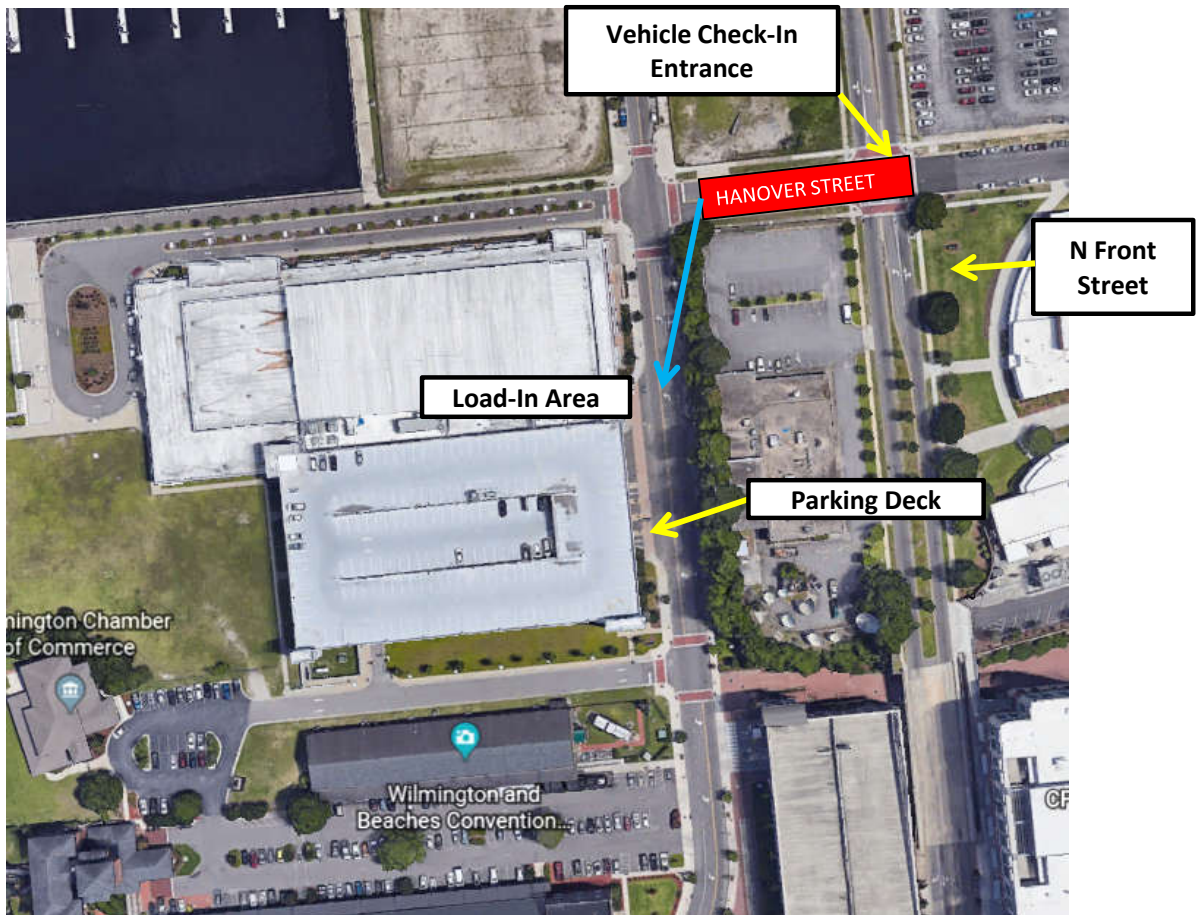 Vehicle Check-In
Entrance
HANOVER STREET
N Front
Street
Load-In Area
Parking Deck
mington Chamber
of Commerce
Wilmington and
Beaches Convention...
CF